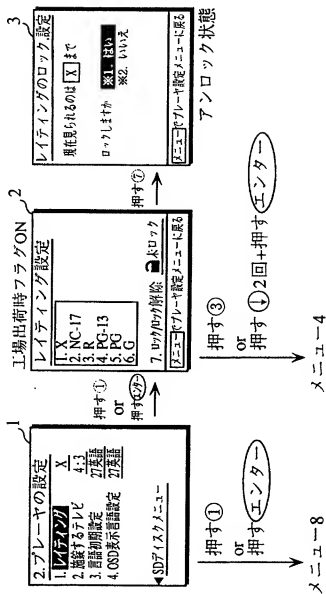 1
2. プレーヤの設定
1. レイティング X
2. 施錠するテレビ 4:3
3. 言語初期設定 27英語
4. OSD表示言語設定 27英語
◀SDディスクメニュー
押す①
or
押すエンター
メニュー8
押す①
or
押すエンター
工場出荷時フラグON
2
レイティング設定
1. X
2. NC-17
3. R
4. PG-13
5. PG
6. G
7. ロック/ロック解除 未ロック
メニューでプレーヤ設定メニューに戻る
押す③
or
押す↓2回+押すエンター
メニュー4
押す⑦
3
レイティングのロック.設定
現在見られるのは X まで
ロックしますか ※1. はい
※2. いいえ
メニューでプレーヤ設定メニューに戻る
アンロック状態